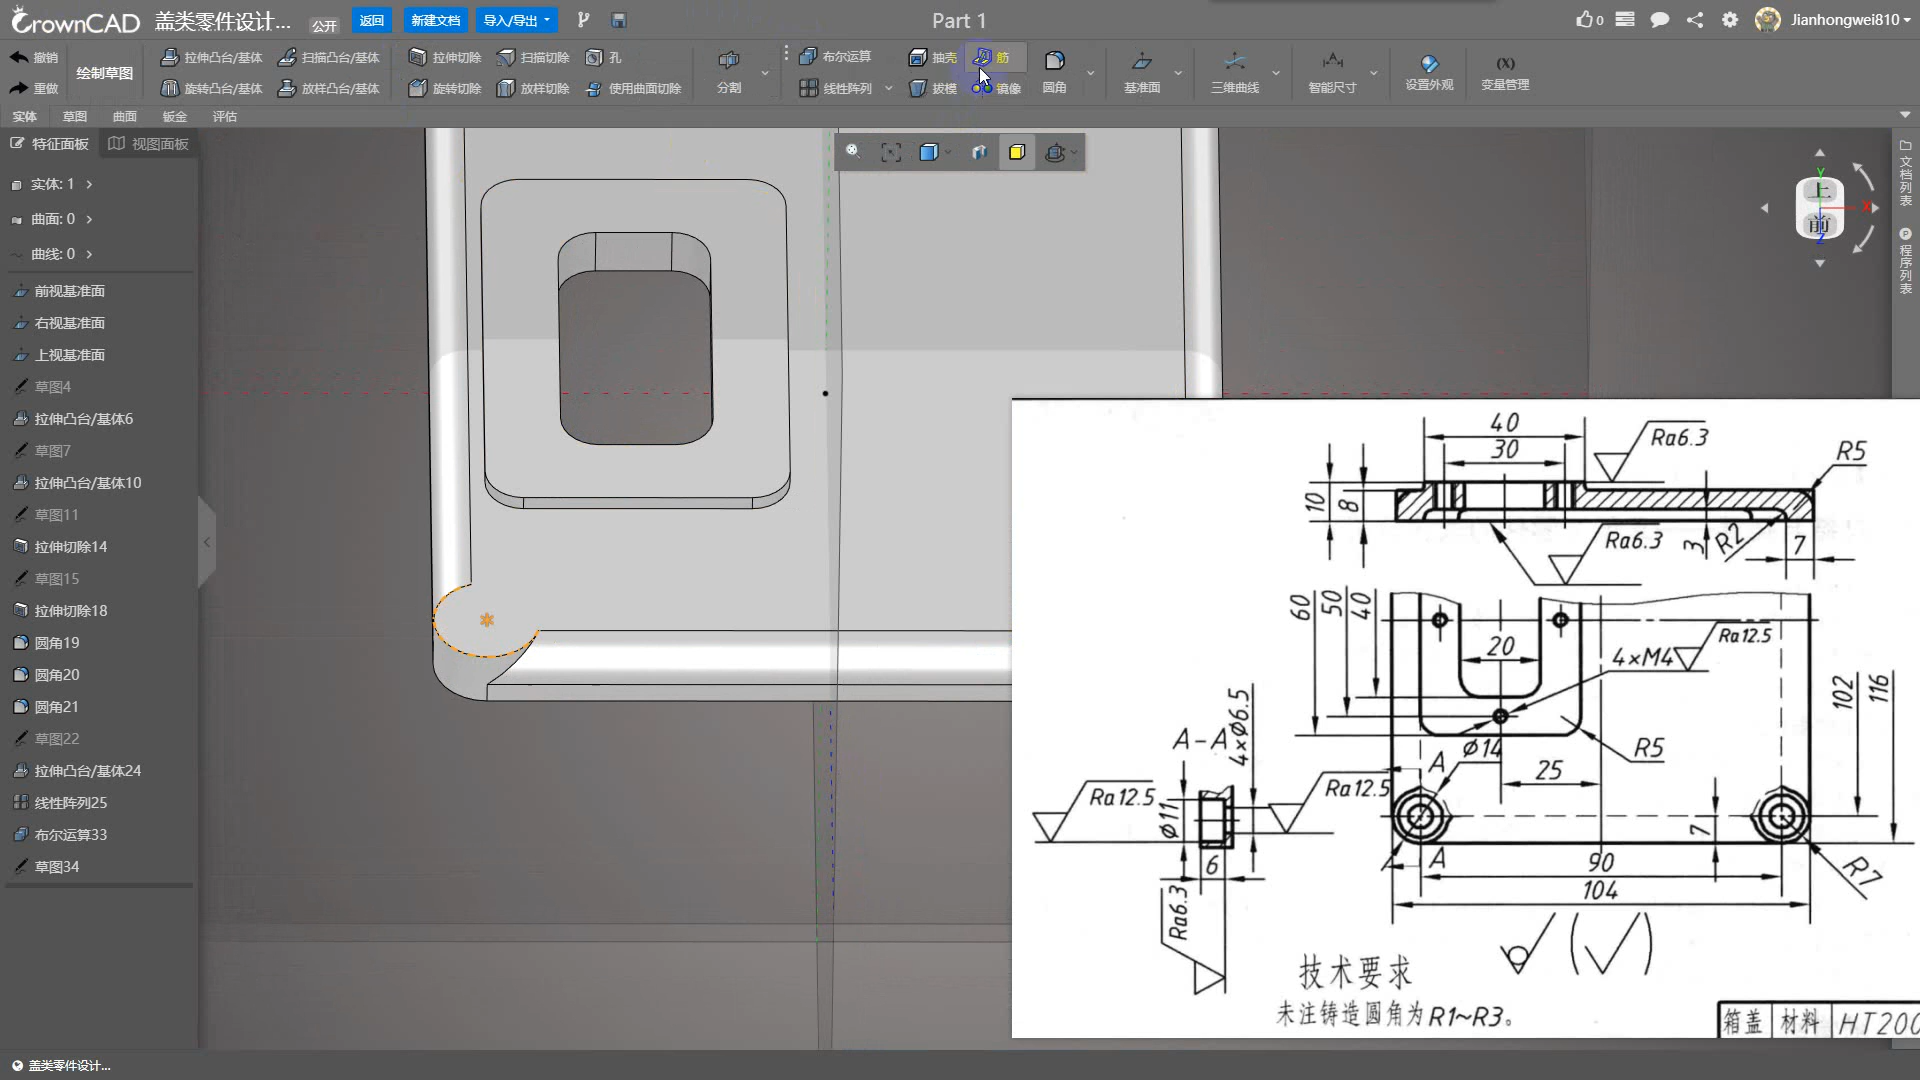 CrownCAD 盖类零件设计... 公开 返回 新建文档 导入/导出 Part 1 0 Jianhongwei810
撤销 绘制草图 拉伸凸台/基体 扫描凸台/基体 拉伸切除 扫描切除 孔 分割 布尔运算 抽壳 筋 圆角 基准面 三维曲线 智能尺寸 设置外观 变量管理
重做 旋转凸台/基体 放样凸台/基体 旋转切除 放样切除 使用曲面切除 线性阵列 拔模 镜像
实体 草图 曲面 钣金 评估
特征面板 视图面板
实体: 1
曲面: 0
曲线: 0
前视基准面
右视基准面
上视基准面
草图4
拉伸凸台/基体6
草图7
拉伸凸台/基体10
草图11
拉伸切除14
草图15
拉伸切除18
圆角19
圆角20
圆角21
草图22
拉伸凸台/基体24
线性阵列25
布尔运算33
草图34
Y
上
X
前
Z
文档列表
程序列表
40
30
Ra6.3
R5
10
8
Ra6.3
3
R2
7
60
50
40
20
4×M4
Ra12.5
102
116
A-A
4×Ø6.5
Ø14
R5
A
25
Ra12.5
Ø11
Ra12.5
6
Ra6.3
7
A
90
104
R7
技术要求
未注铸造圆角为R1~R3。
箱盖 材料 HT200
盖类零件设计...